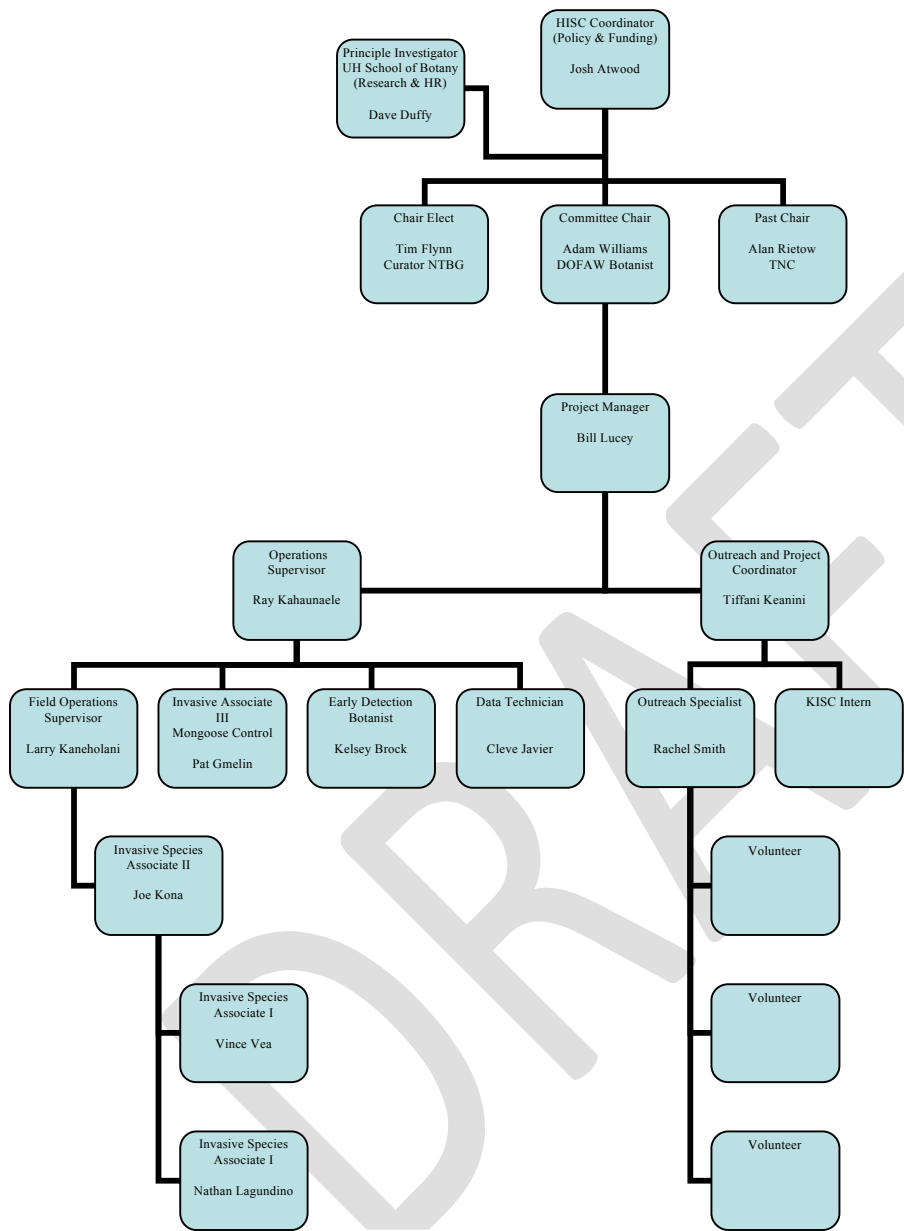 HISC Coordinator
(Policy & Funding)
Josh Atwood
Principle Investigator
UH School of Botany
(Research & HR)
Dave Duffy
Chair Elect
Tim Flynn
Curator NTBG
Committee Chair
Adam Williams
DOFAW Botanist
Past Chair
Alan Rietow
TNC
Project Manager
Bill Lucey
Operations
Supervisor
Ray Kahaunaele
Outreach and Project
Coordinator
Tiffani Keanini
Field Operations
Supervisor
Larry Kaneholani
Invasive Associate
III
Mongoose Control
Pat Gmelin
Early Detection
Botanist
Kelsey Brock
Data Technician
Cleve Javier
Outreach Specialist
Rachel Smith
KISC Intern
Invasive Species
Associate II
Joe Kona
Volunteer
Invasive Species
Associate I
Vince Vea
Volunteer
Invasive Species
Associate I
Nathan Lagundino
Volunteer
DRAFT